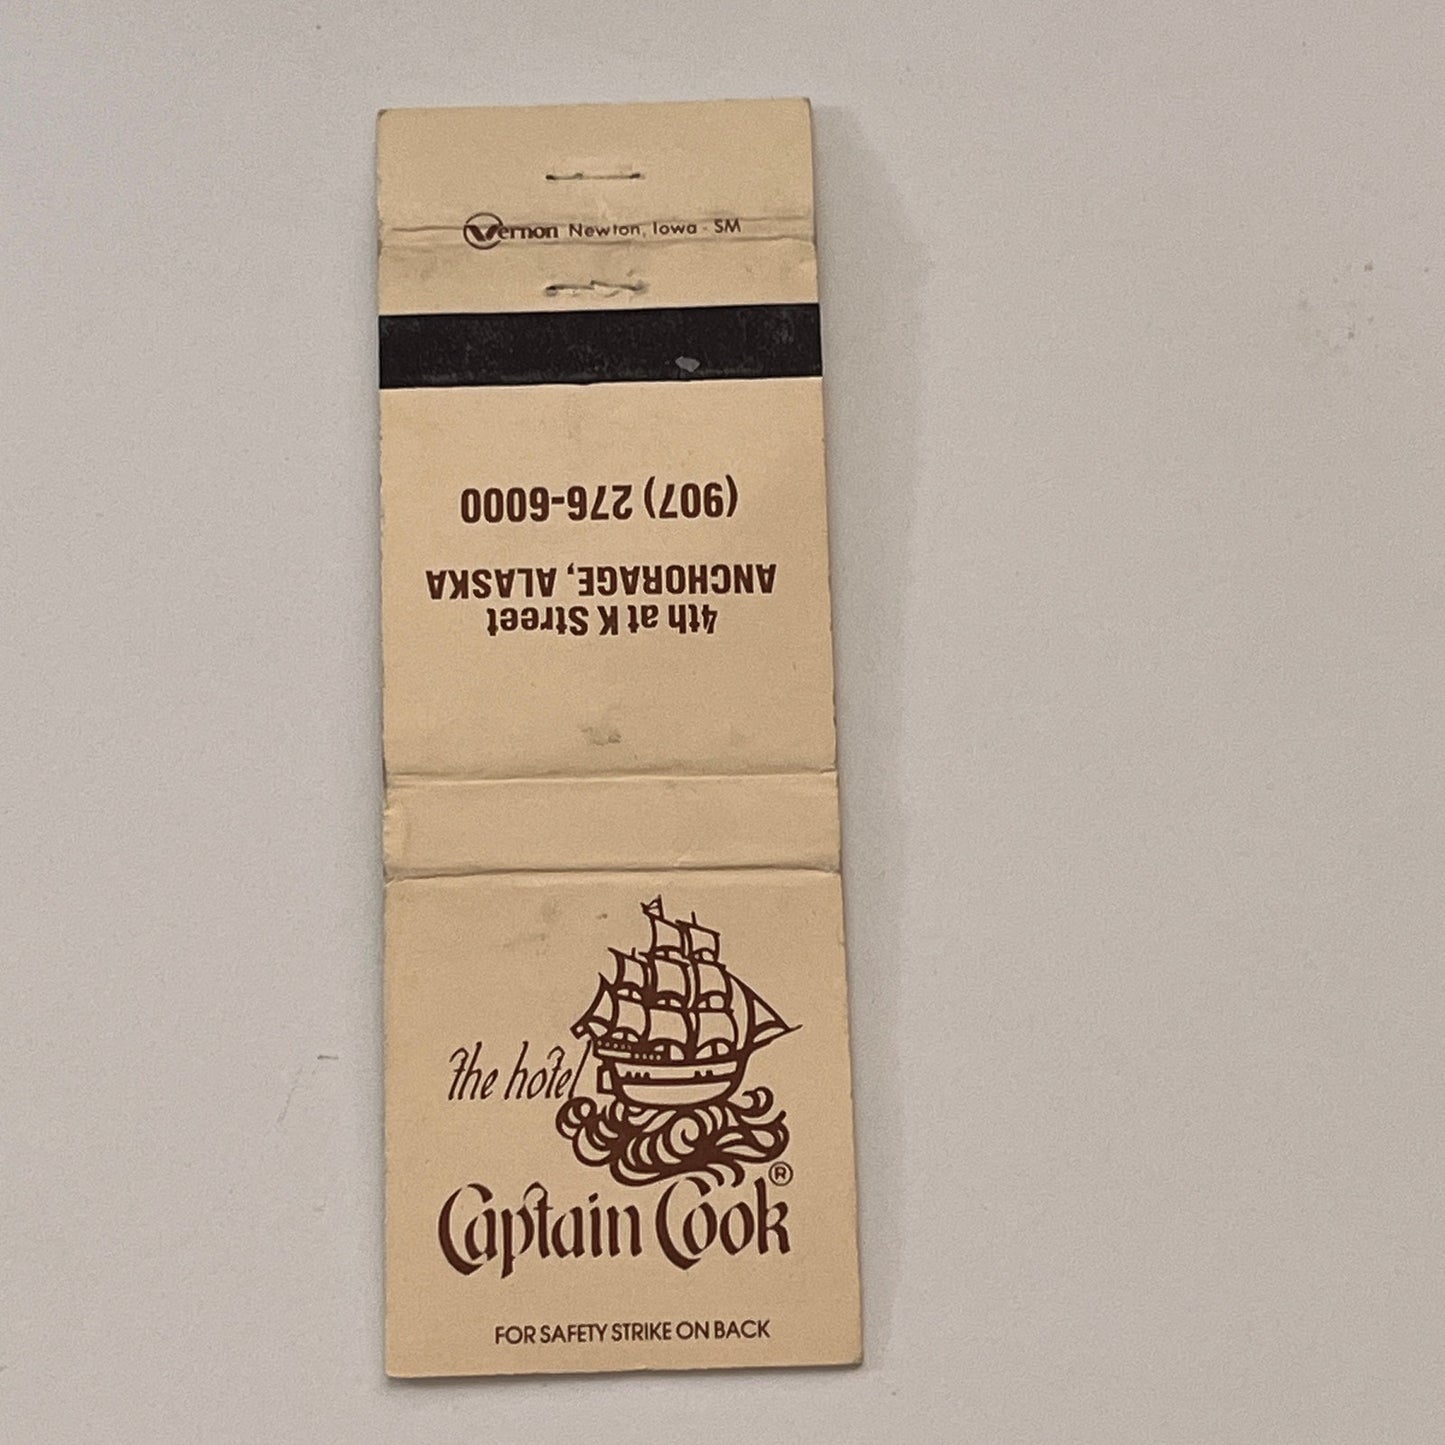 Vernon Newton, Iowa - SM
4th at K Street
ANCHORAGE, ALASKA
(907) 276-6000
the hotel
Captain Cook®
FOR SAFETY STRIKE ON BACK